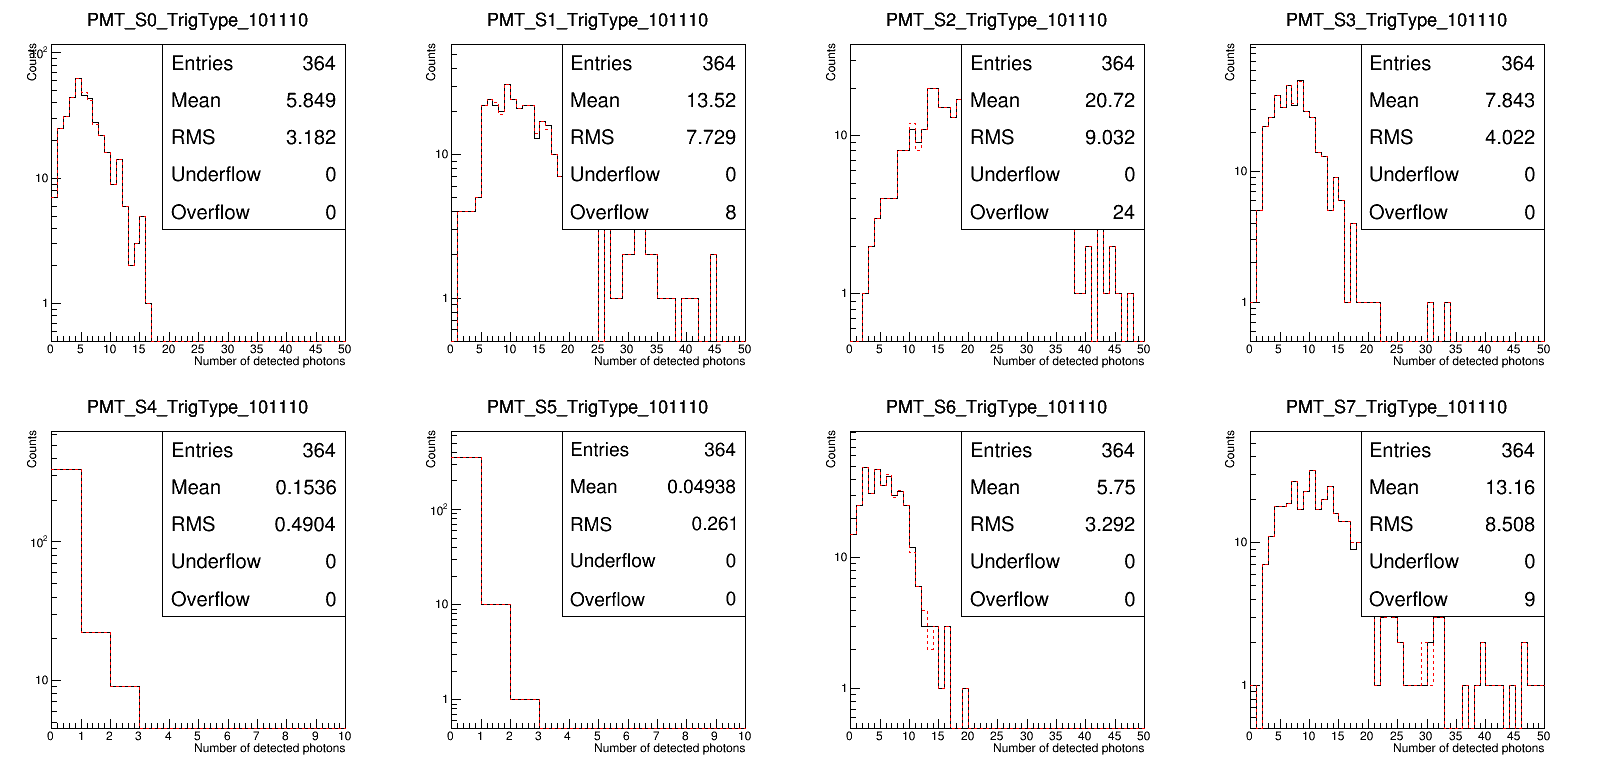 PMT_S0_TrigType_101110
Counts
10²
10
1
Entries 364
Mean 5.849
RMS 3.182
Underflow 0
Overflow 0
0 5 10 15 20 25 30 35 40 45 50
Number of detected photons
PMT_S1_TrigType_101110
Counts
10
1
Entries 364
Mean 13.52
RMS 7.729
Underflow 0
Overflow 8
0 5 10 15 20 25 30 35 40 45 50
Number of detected photons
PMT_S2_TrigType_101110
Counts
10
1
Entries 364
Mean 20.72
RMS 9.032
Underflow 0
Overflow 24
0 5 10 15 20 25 30 35 40 45 50
Number of detected photons
PMT_S3_TrigType_101110
Counts
10
1
Entries 364
Mean 7.843
RMS 4.022
Underflow 0
Overflow 0
0 5 10 15 20 25 30 35 40 45 50
Number of detected photons
PMT_S4_TrigType_101110
Counts
10²
10
Entries 364
Mean 0.1536
RMS 0.4904
Underflow 0
Overflow 0
0 1 2 3 4 5 6 7 8 9 10
Number of detected photons
PMT_S5_TrigType_101110
Counts
10²
10
1
Entries 364
Mean 0.04938
RMS 0.261
Underflow 0
Overflow 0
0 1 2 3 4 5 6 7 8 9 10
Number of detected photons
PMT_S6_TrigType_101110
Counts
10
1
Entries 364
Mean 5.75
RMS 3.292
Underflow 0
Overflow 0
0 5 10 15 20 25 30 35 40 45 50
Number of detected photons
PMT_S7_TrigType_101110
Counts
10
1
Entries 364
Mean 13.16
RMS 8.508
Underflow 0
Overflow 9
0 5 10 15 20 25 30 35 40 45 50
Number of detected photons